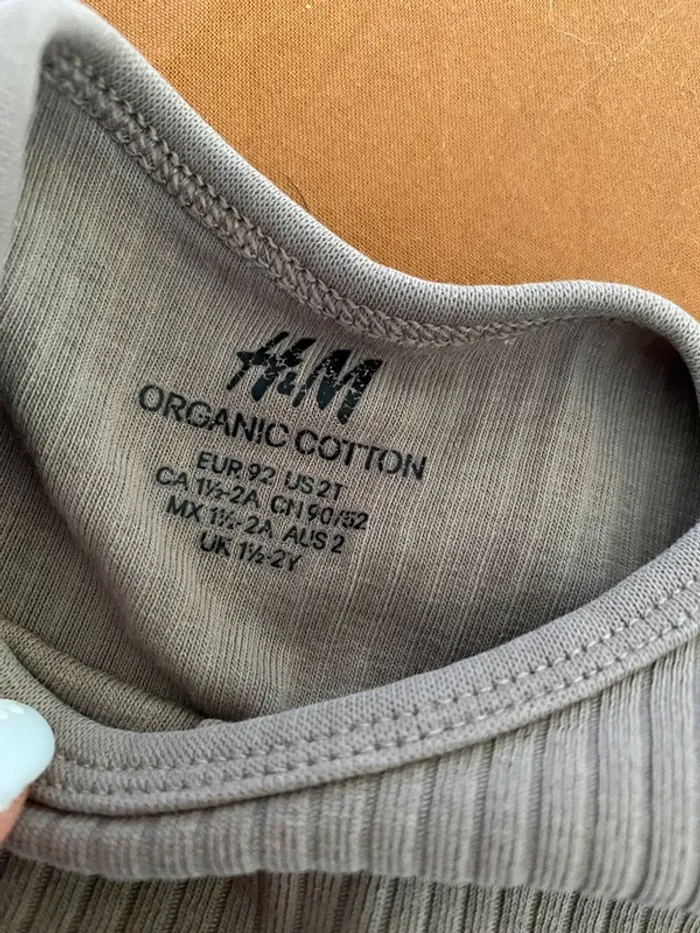 H&M
ORGANIC COTTON
EUR 92 US 2T
CA 1½-2A CN 90/52
MX 1½-2A AUS 2
UK 1½-2Y